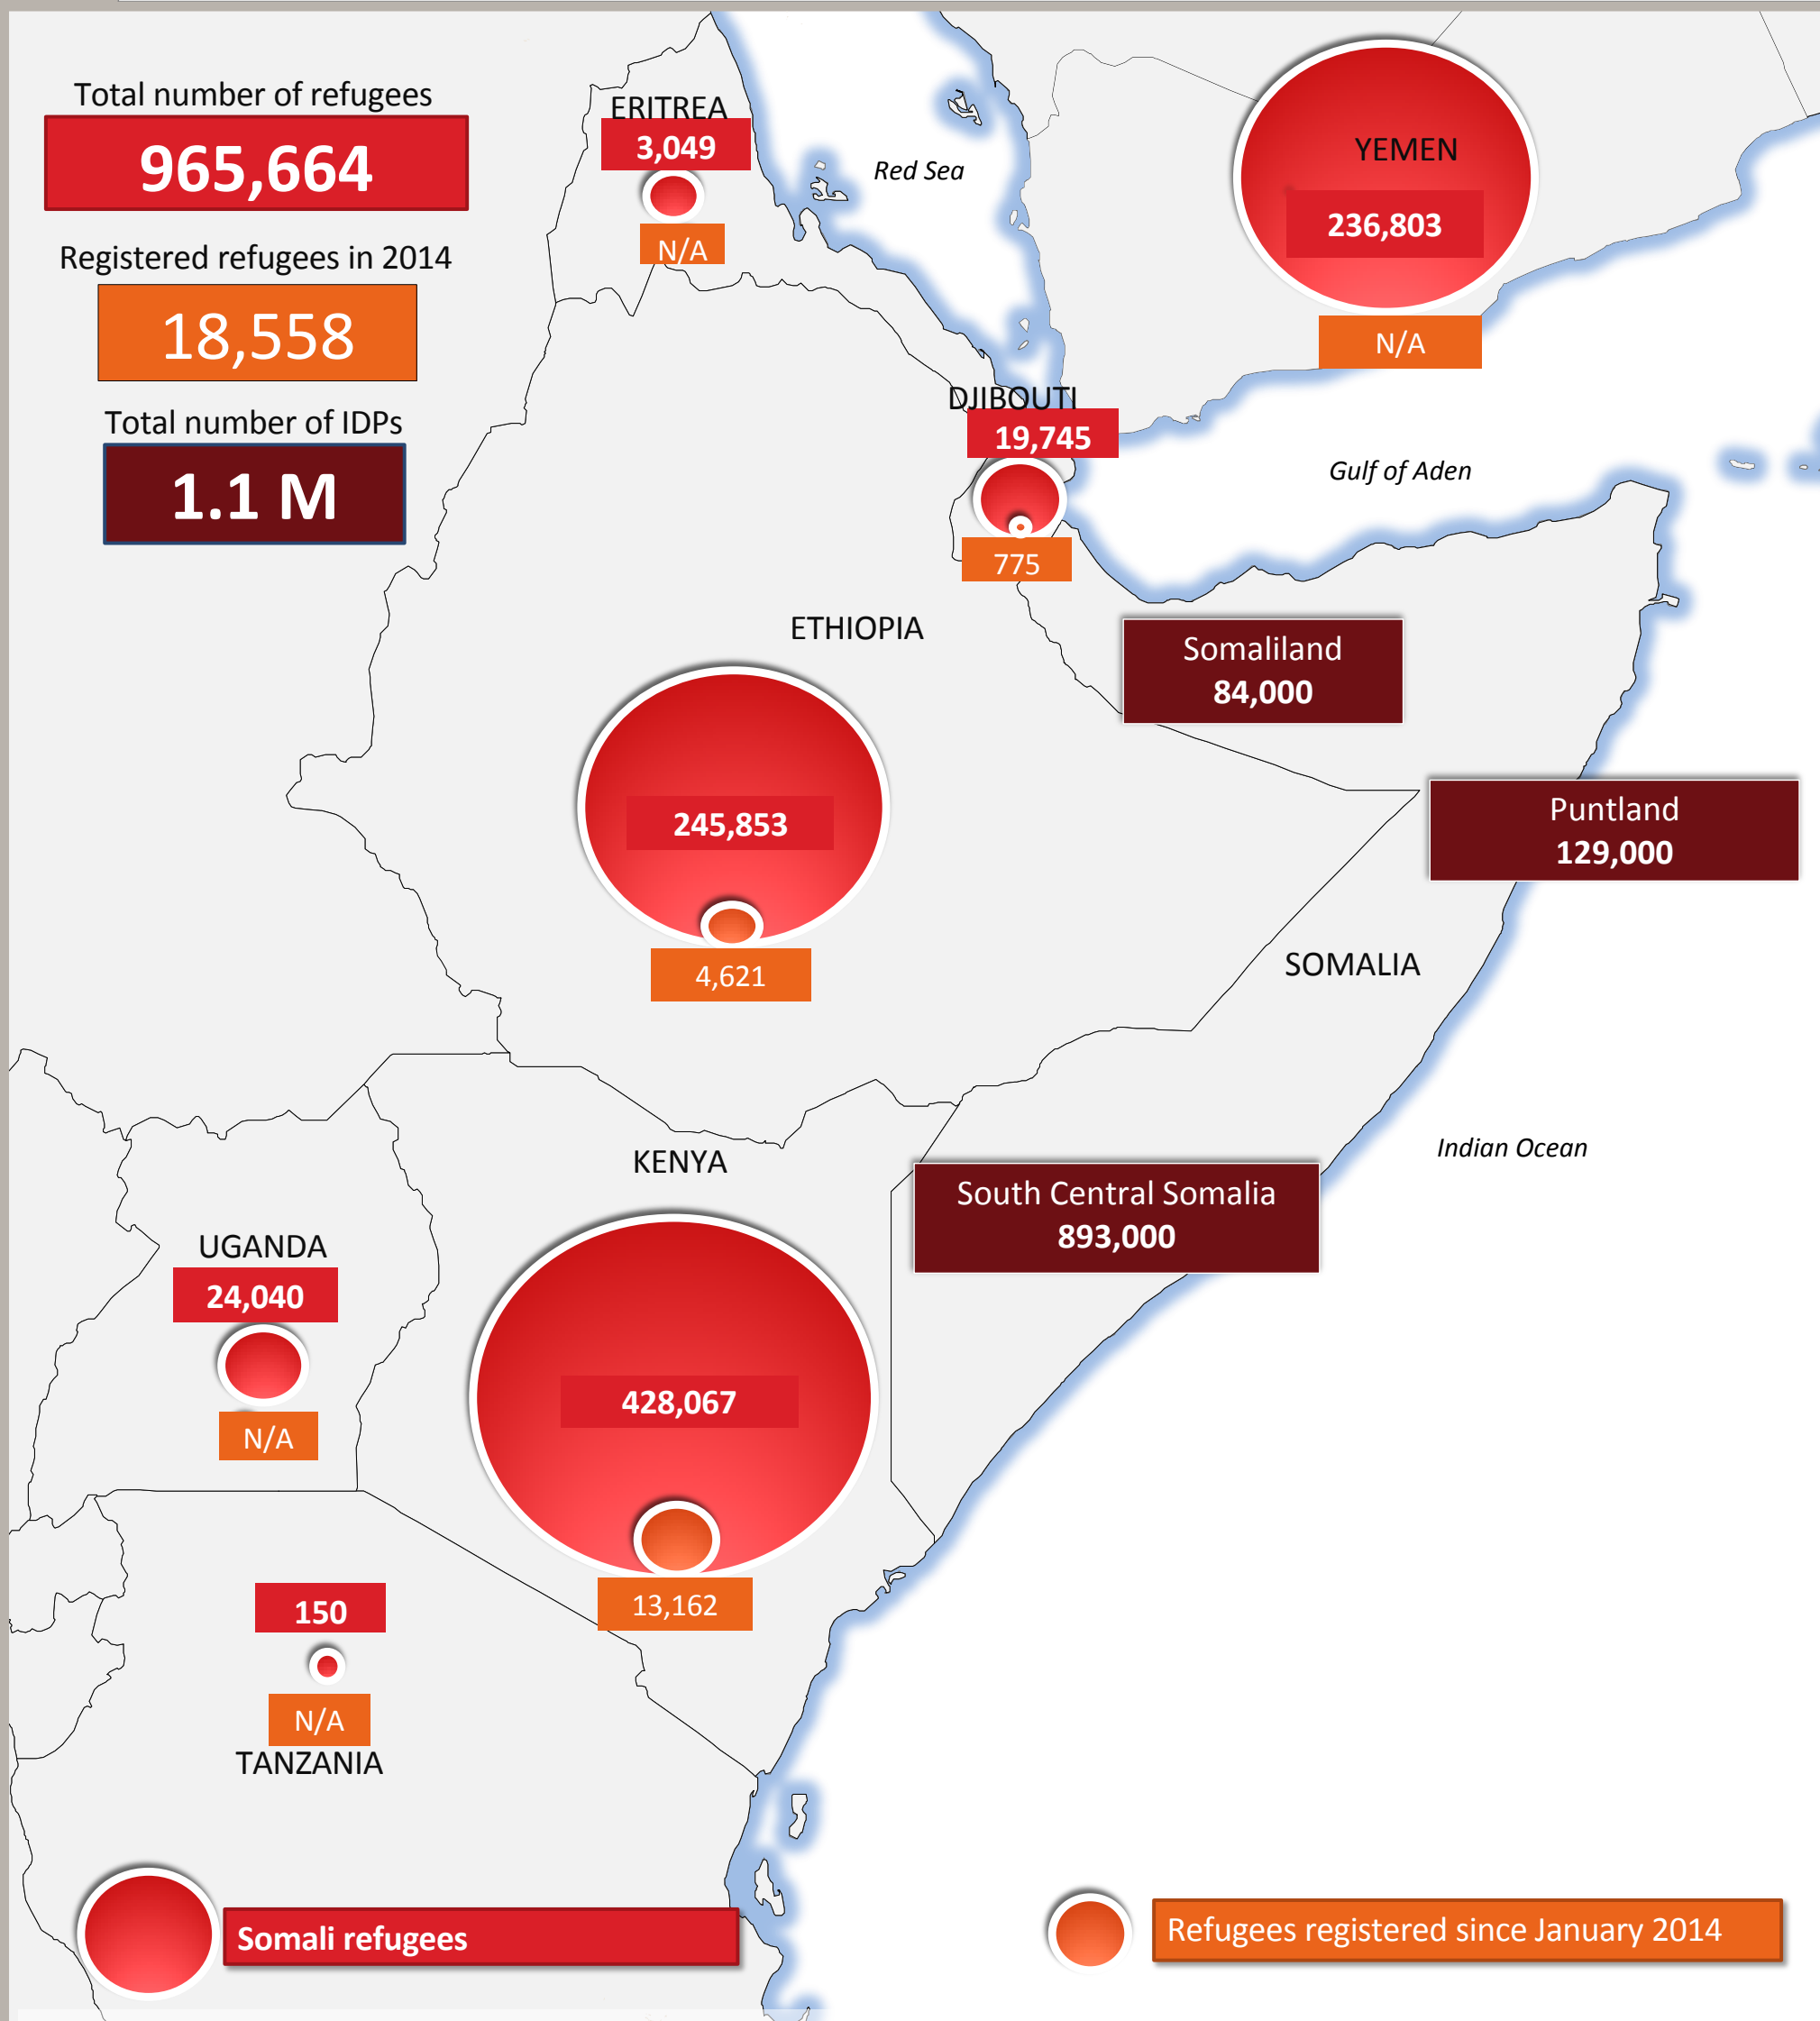 Total number of refugees
965,664
Registered refugees in 2014
18,558
Total number of IDPs
1.1 M
ERITREA
3,049
N/A
Red Sea
YEMEN
236,803
N/A
DJIBOUTI
19,745
775
Gulf of Aden
ETHIOPIA
245,853
4,621
Somaliland
84,000
Puntland
129,000
SOMALIA
Indian Ocean
South Central Somalia
893,000
KENYA
428,067
13,162
UGANDA
24,040
N/A
150
N/A
TANZANIA
Somali refugees
Refugees registered since January 2014